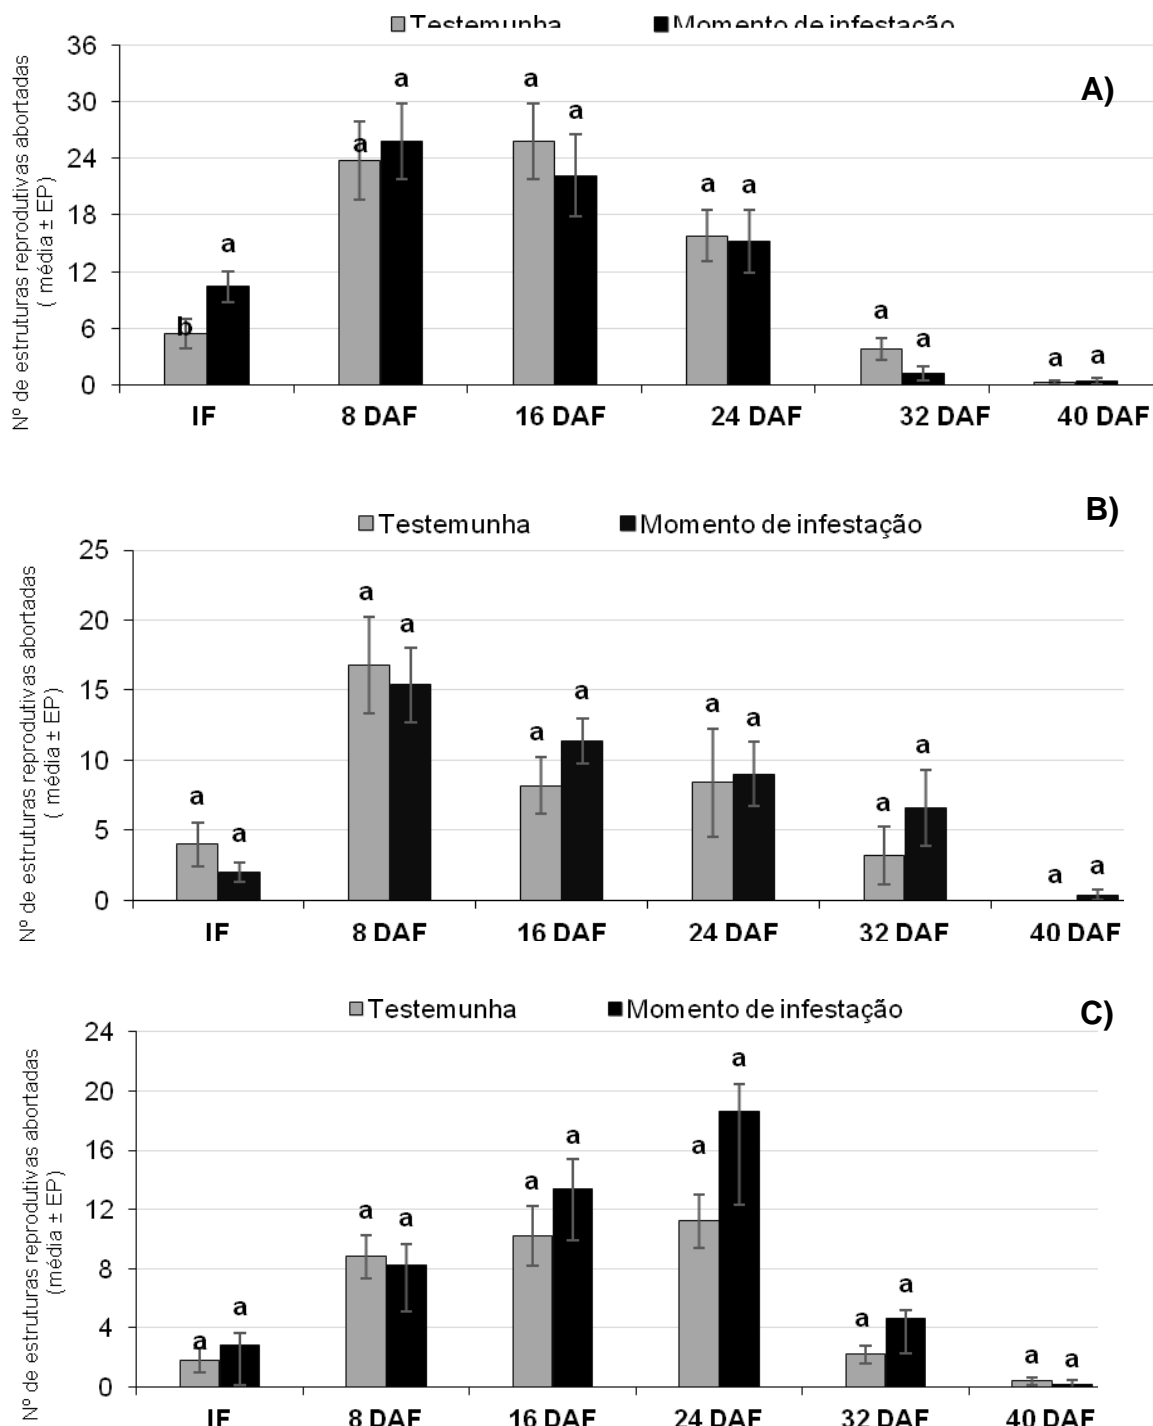 Testemunha Momento de infestação
A)
Nº de estruturas reprodutivas abortadas
( média ± EP)
36
30
24
18
12
6
0
b a a a a a a a a a a a
IF 8 DAF 16 DAF 24 DAF 32 DAF 40 DAF
B)
Testemunha Momento de infestação
Nº de estruturas reprodutivas abortadas
( média ± EP)
25
20
15
10
5
0
a a a a a a a a a a a a
IF 8 DAF 16 DAF 24 DAF 32 DAF 40 DAF
C)
Testemunha Momento de infestação
Nº de estruturas reprodutivas abortadas
(média ± EP)
24
20
16
12
8
4
0
a a a a a a a a a a a a
IF 8 DAF 16 DAF 24 DAF 32 DAF 40 DAF